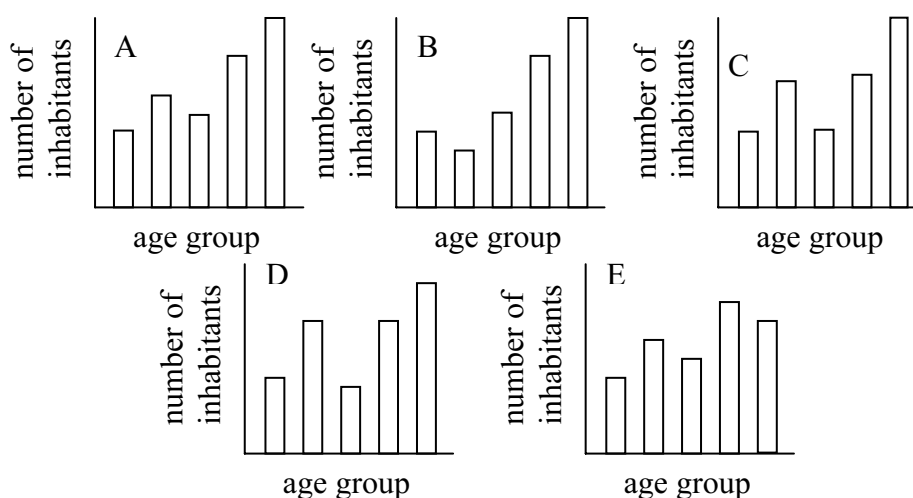 A
number of
inhabitants
age group
B
number of
inhabitants
age group
C
number of
inhabitants
age group
D
number of
inhabitants
age group
E
number of
inhabitants
age group